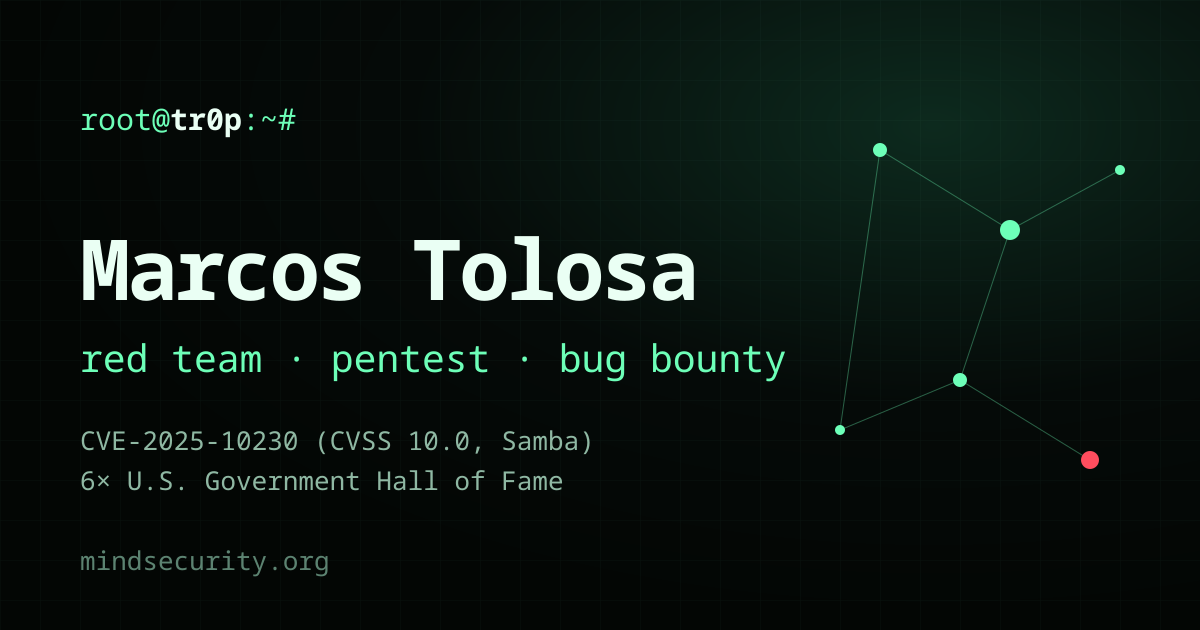 root@tr0p:~#
Marcos Tolosa
red team · pentest · bug bounty
CVE-2025-10230 (CVSS 10.0, Samba)
6× U.S. Government Hall of Fame
mindsecurity.org